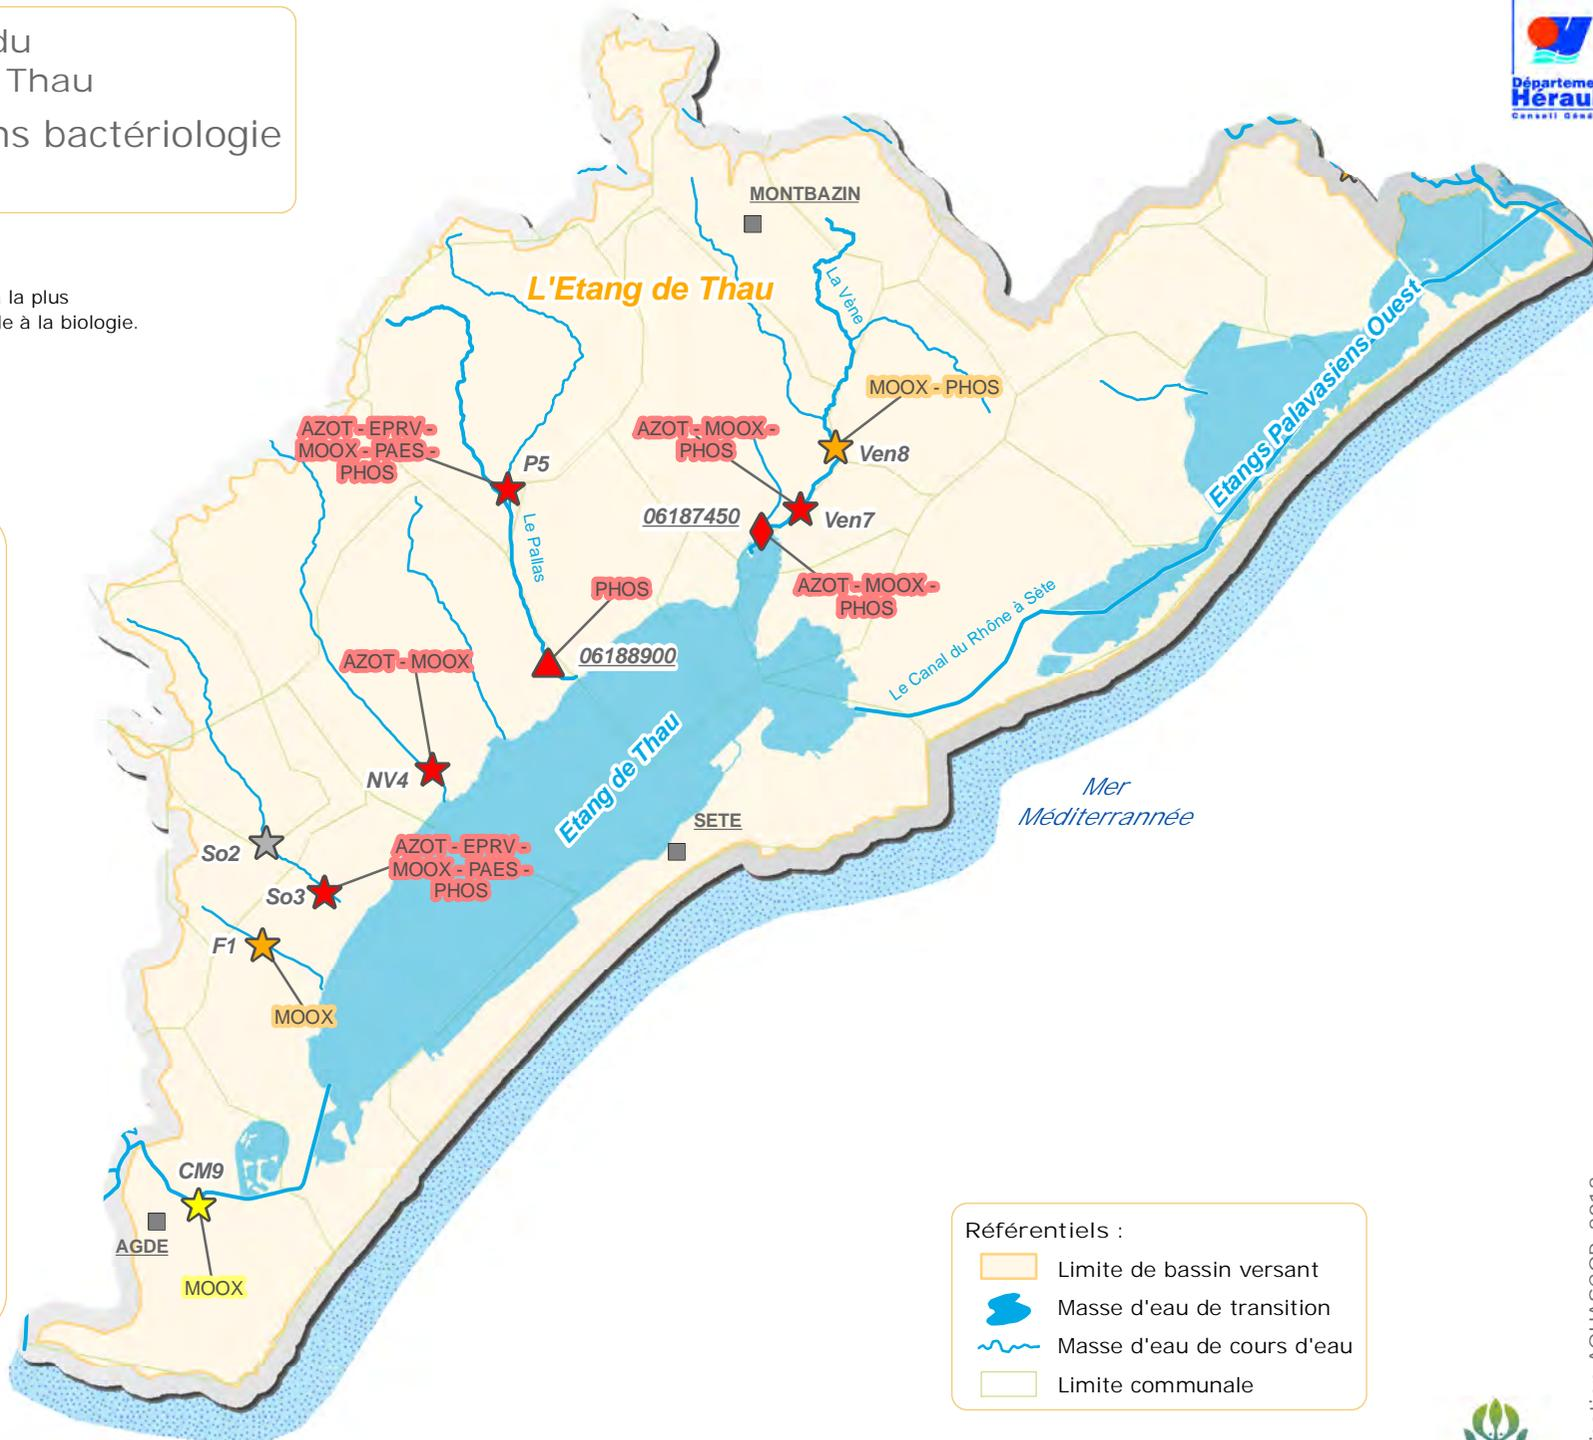 du
Thau
ns bactériologie
la plus
le à la biologie.
Départeme
Hérau
Conseil Géné
MONTBAZIN
L'Etang de Thau
La Vène
MOOX - PHOS
AZOT - EPRV -
MOOX - PAES -
PHOS
P5
AZOT - MOOX -
PHOS
Ven8
Ven7
06187450
Le Pallas
PHOS
AZOT - MOOX -
PHOS
Etangs Palavasiens Ouest
Le Canal du Rhône à Sète
06188900
AZOT - MOOX
NV4
Etang de Thau
Mer
Méditerrannée
SETE
So2
AZOT - EPRV -
MOOX - PAES -
PHOS
So3
F1
MOOX
CM9
AGDE
MOOX
Référentiels :
Limite de bassin versant
Masse d'eau de transition
Masse d'eau de cours d'eau
Limite communale